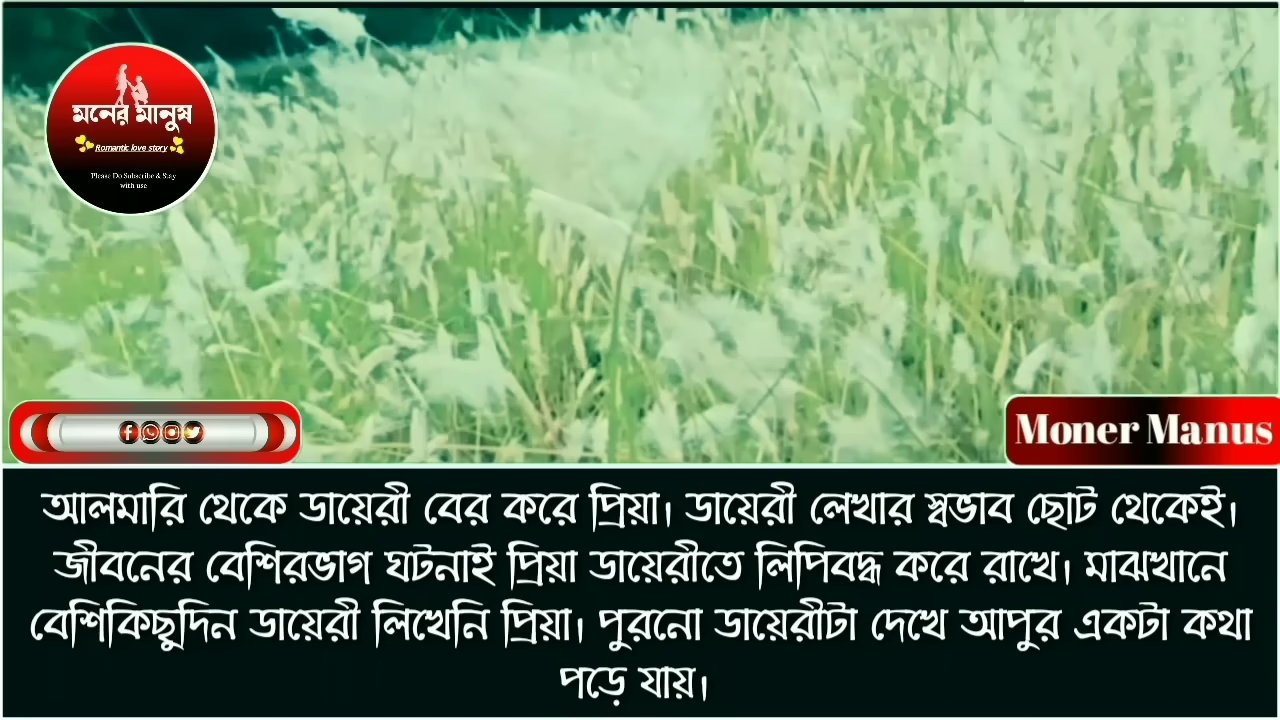 মনের মানুষ
Romantic love story
Please Do Subscribe & Stay
with use
Moner Manus
আলমারি থেকে ডায়েরী বের করে প্রিয়া। ডায়েরী লেখার স্বভাব ছোট থেকেই।
জীবনের বেশিরভাগ ঘটনাই প্রিয়া ডায়েরীতে লিপিবদ্ধ করে রাখে। মাঝখানে
বেশিকিছুদিন ডায়েরী লিখেনি প্রিয়া। পুরনো ডায়েরীটা দেখে আপুর একটা কথা
পড়ে যায়।